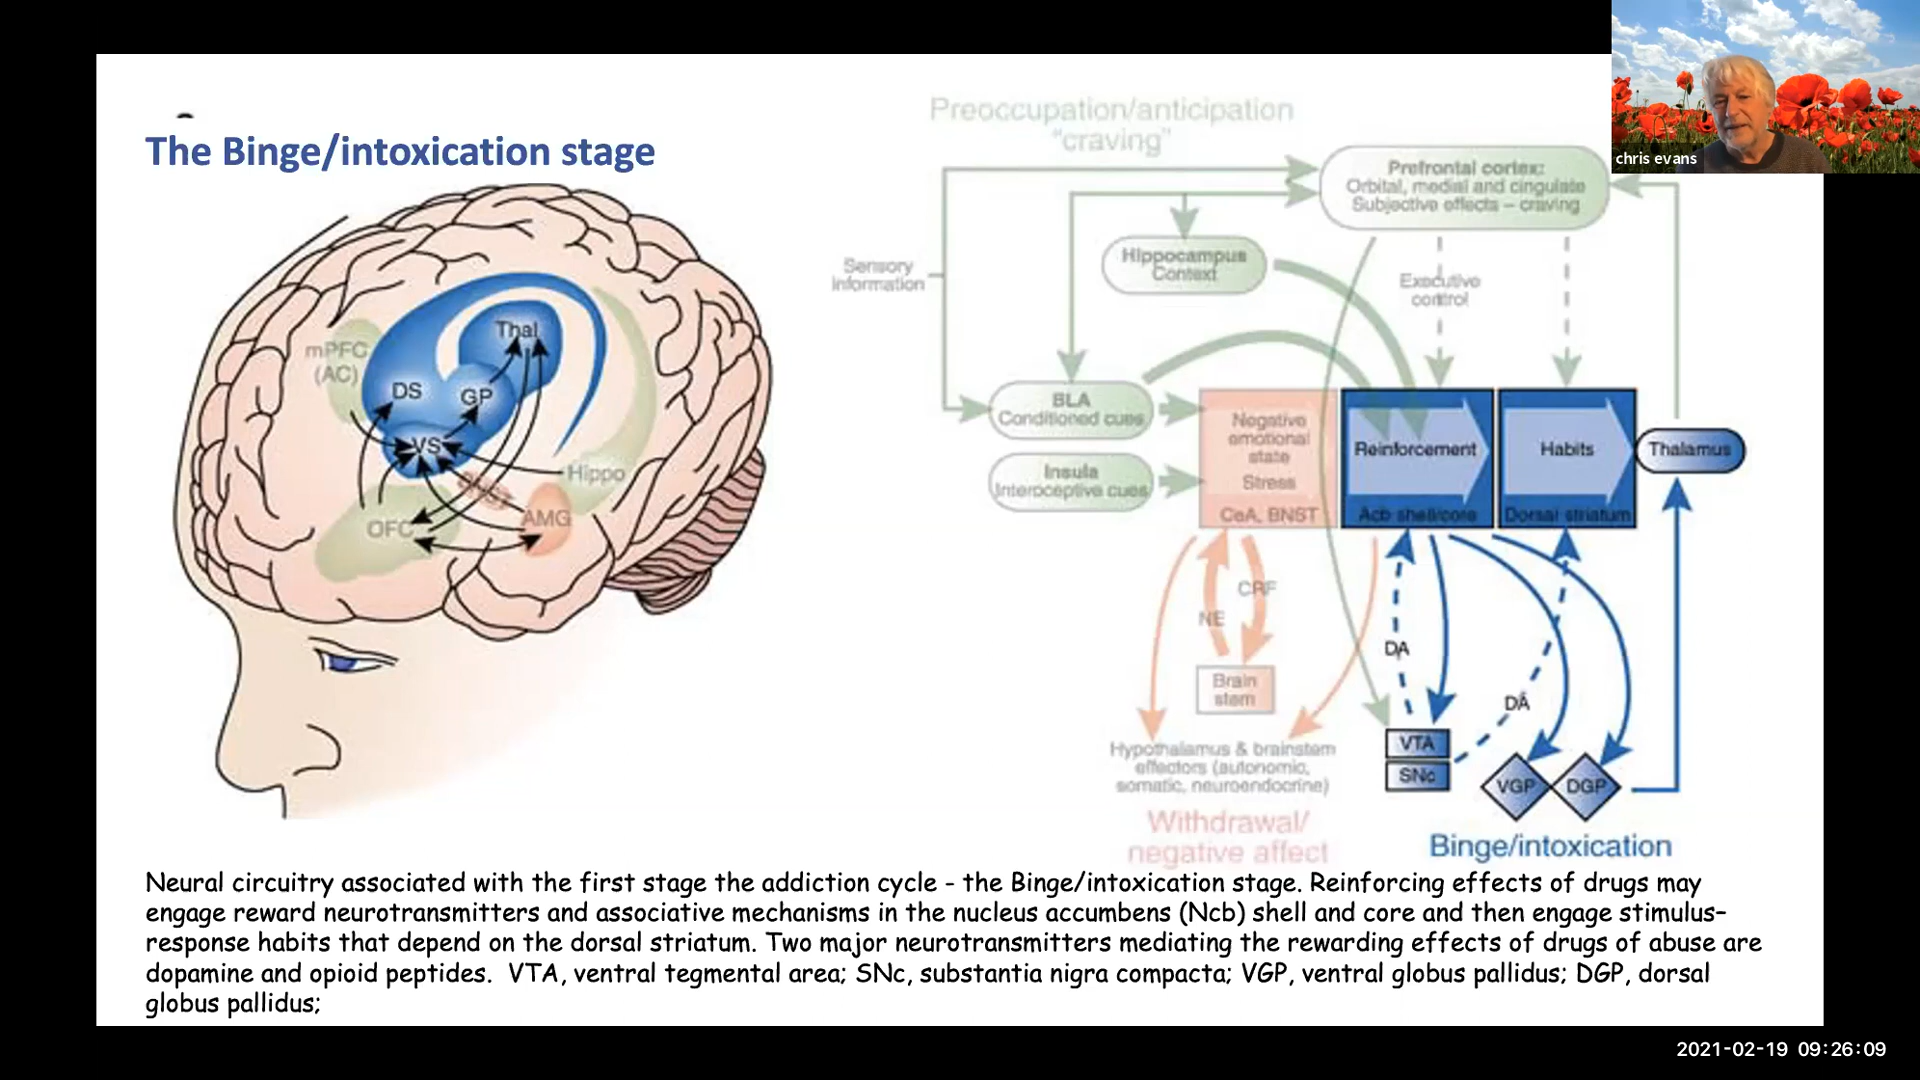 The Binge/intoxication stage
mPFC
(AC)
Thal
DS
GP
VS
Hippo
OFC
AMG
Preoccupation/anticipation
"craving"
Prefrontal cortex:
Orbital, medial and cingulate
Subjective effects – craving
Sensory
information
Hippocampus
Context
Executive
control
BLA
Conditioned cues
Insula
Interoceptive cues
Negative
emotional
state
Stress
CeA, BNST
Reinforcement
Acb shell/core
Habits
Dorsal striatum
Thalamus
CRF
NE
Brain
stem
DA
DA
VTA
SNc
VGP
DGP
Hypothalamus & brainstem
effectors (autonomic,
somatic, neuroendocrine)
Withdrawal/
negative affect
Binge/intoxication
Neural circuitry associated with the first stage the addiction cycle - the Binge/intoxication stage. Reinforcing effects of drugs may
engage reward neurotransmitters and associative mechanisms in the nucleus accumbens (Ncb) shell and core and then engage stimulus–
response habits that depend on the dorsal striatum. Two major neurotransmitters mediating the rewarding effects of drugs of abuse are
dopamine and opioid peptides. VTA, ventral tegmental area; SNc, substantia nigra compacta; VGP, ventral globus pallidus; DGP, dorsal
globus pallidus;
chris evans
2021-02-19 09:26:09